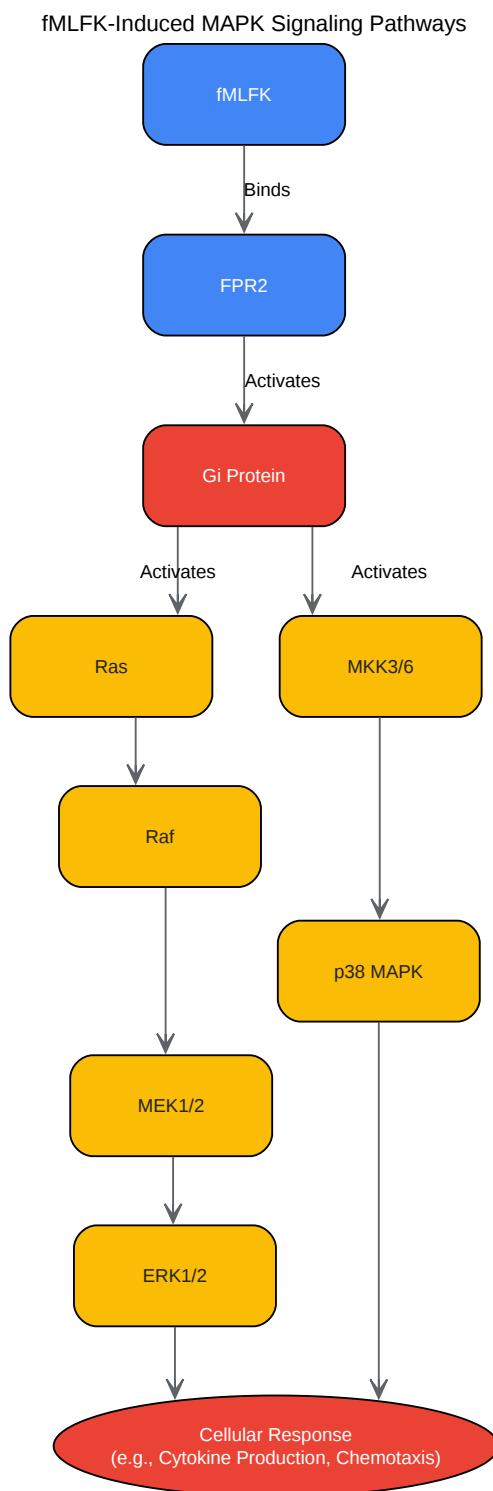 fMLFK-Induced MAPK Signaling Pathways
fMLFK
Binds
FPR2
Activates
Gi Protein
Activates
Activates
Ras
MKK3/6
Raf
p38 MAPK
MEK1/2
ERK1/2
Cellular Response
(e.g., Cytokine Production, Chemotaxis)